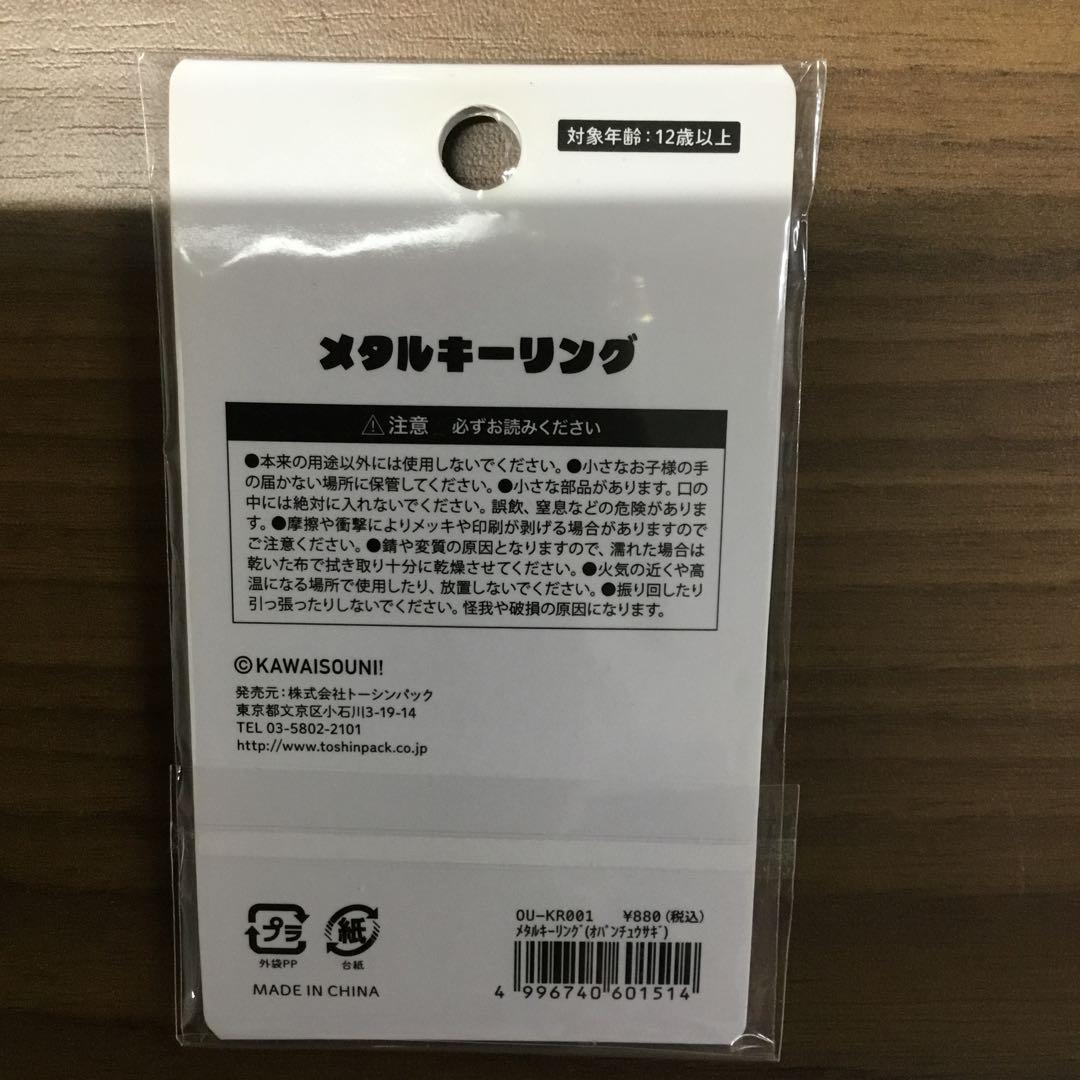 対象年齢：12歳以上
メタルキーリング
⚠注意 必ずお読みください
●本来の用途以外には使用しないでください。●小さなお子様の手
の届かない場所に保管してください。●小さな部品があります。口の
中には絶対に入れないでください。誤飲、窒息などの危険がありま
す。●摩擦や衝撃によりメッキや印刷が剥げる場合がありますので
ご注意ください。●錆や変質の原因となりますので、濡れた場合は
乾いた布で拭き取り十分に乾燥させてください。●火気の近くや高
温になる場所で使用したり、放置しないでください。●振り回したり
引っ張ったりしないでください。怪我や破損の原因になります。
©KAWAISOUNI!
発売元：株式会社トーシンパック
東京都文京区小石川3-19-14
TEL 03-5802-2101
http://www.toshinpack.co.jp
プラ
外袋PP
紙
台紙
MADE IN CHINA
OU-KR001 ¥880(税込)
ﾒﾀﾙｷｰﾘﾝｸﾞ(ｵﾊﾟﾝﾁｭｳｻｷﾞ)
4 996740 601514